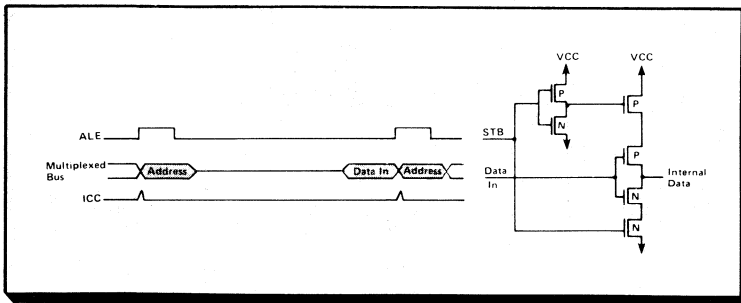 VCC
VCC
P
P
N
ALE
STB
P
Multiplexed
Bus
Address
Data In
Address
Data
In
Internal
Data
N
ICC
N